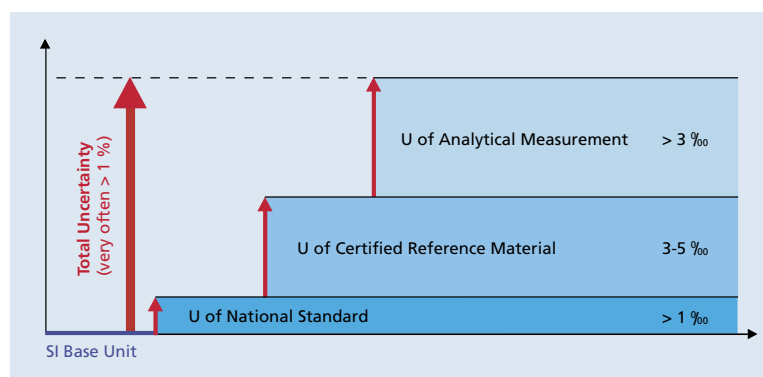 Total Uncertainty
(very often > 1 %)
U of Analytical Measurement > 3 ‰
U of Certified Reference Material 3-5 ‰
U of National Standard > 1 ‰
SI Base Unit